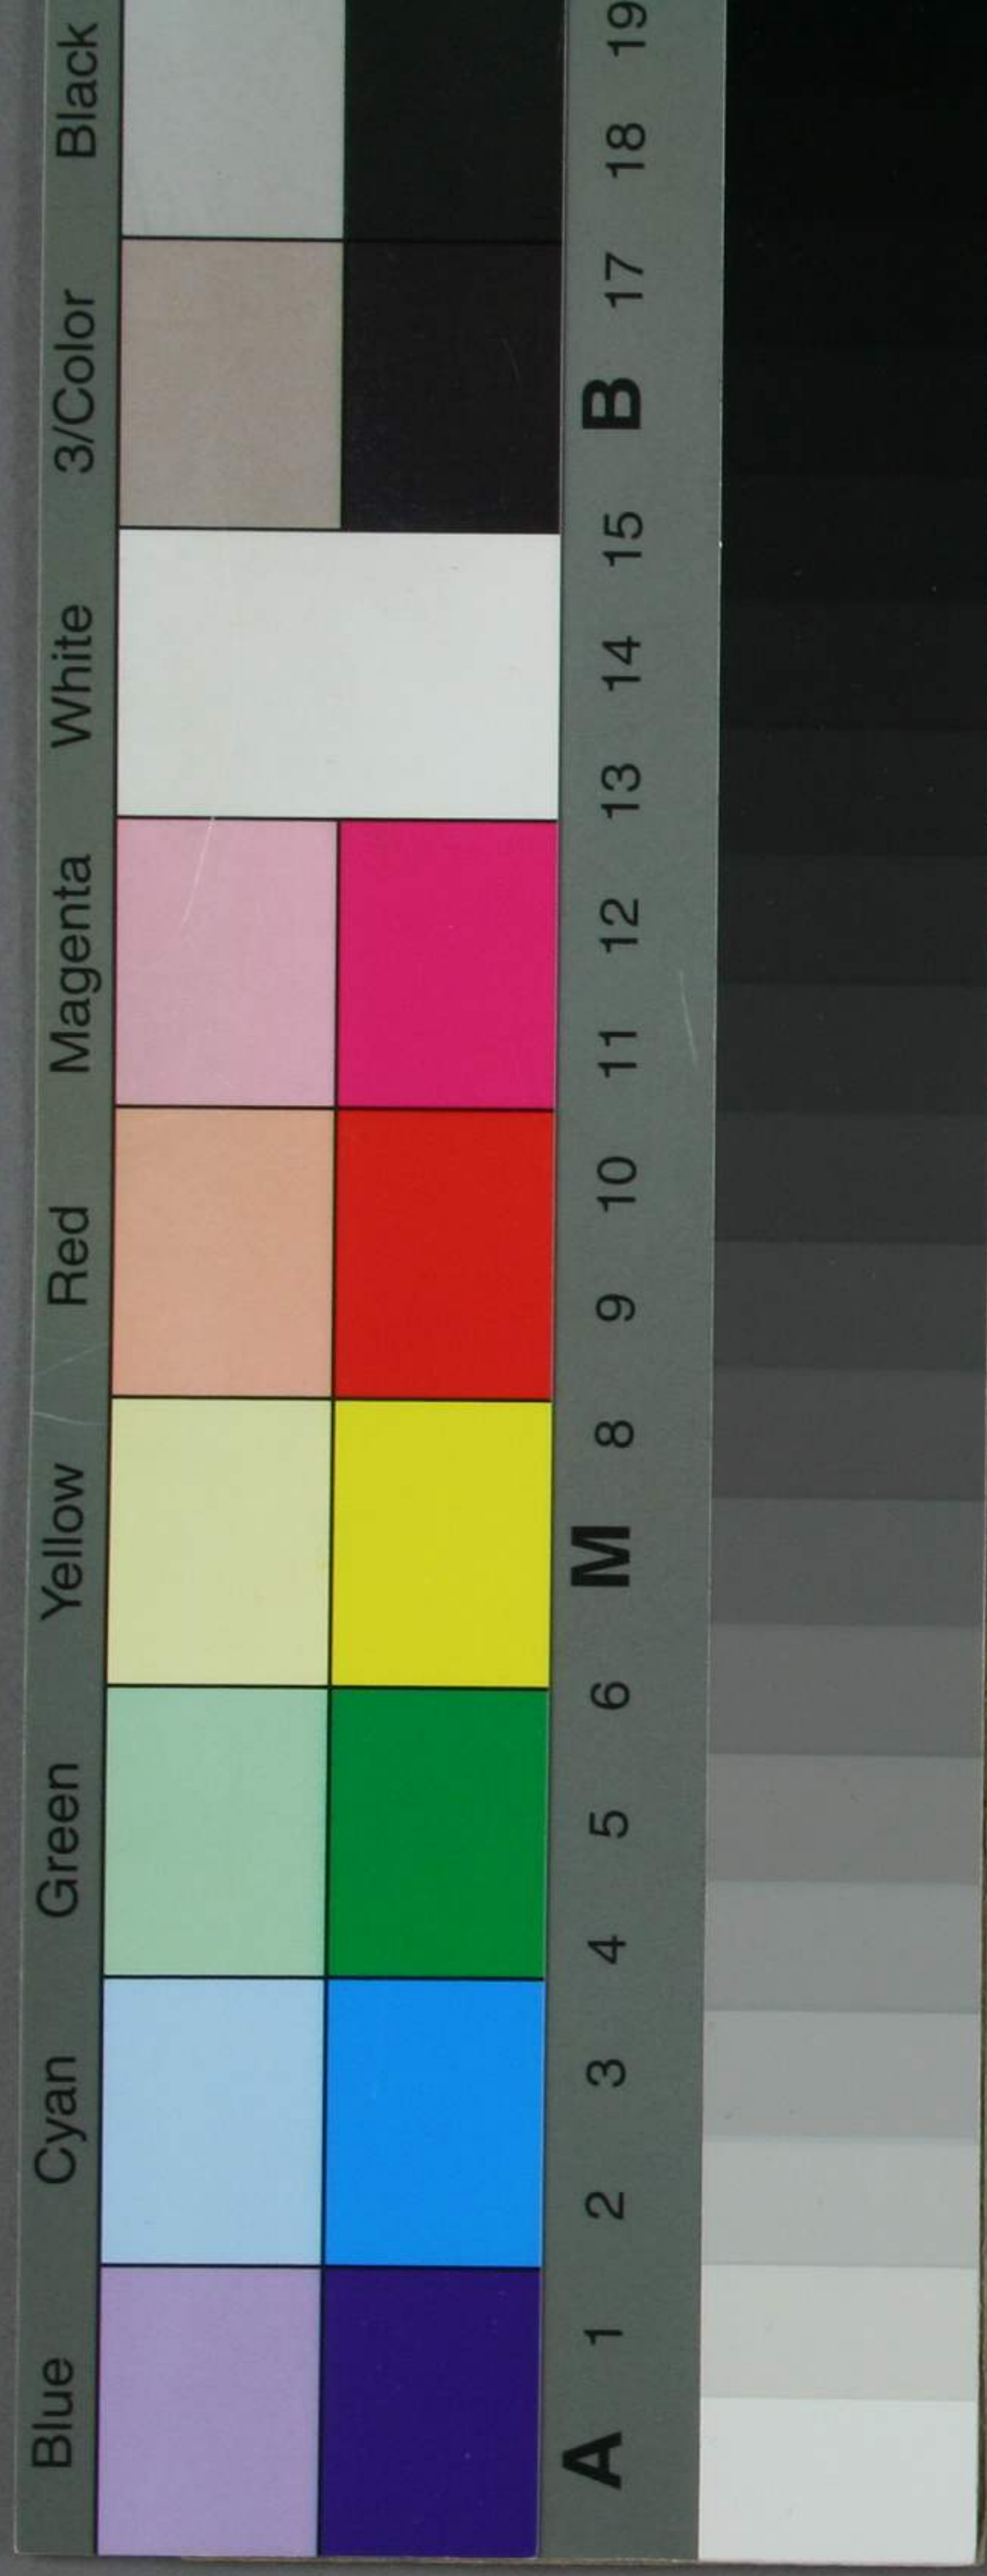 Blue Cyan Green Yellow Red Magenta White 3/Color Black
A 1 2 3 4 5 6 M 8 9 10 11 12 13 14 15 B 17 18 19